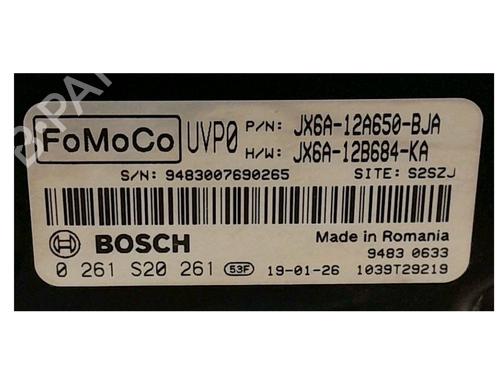 FoMoCo UVP0 P/N: JX6A-12A650-BJA
H/W: JX6A-12B684-KA
S/N: 9483007690265 SITE: S2SZJ
BOSCH Made in Romania
9483 0633
0 261 S20 261 53F 19-01-26 1039T29219